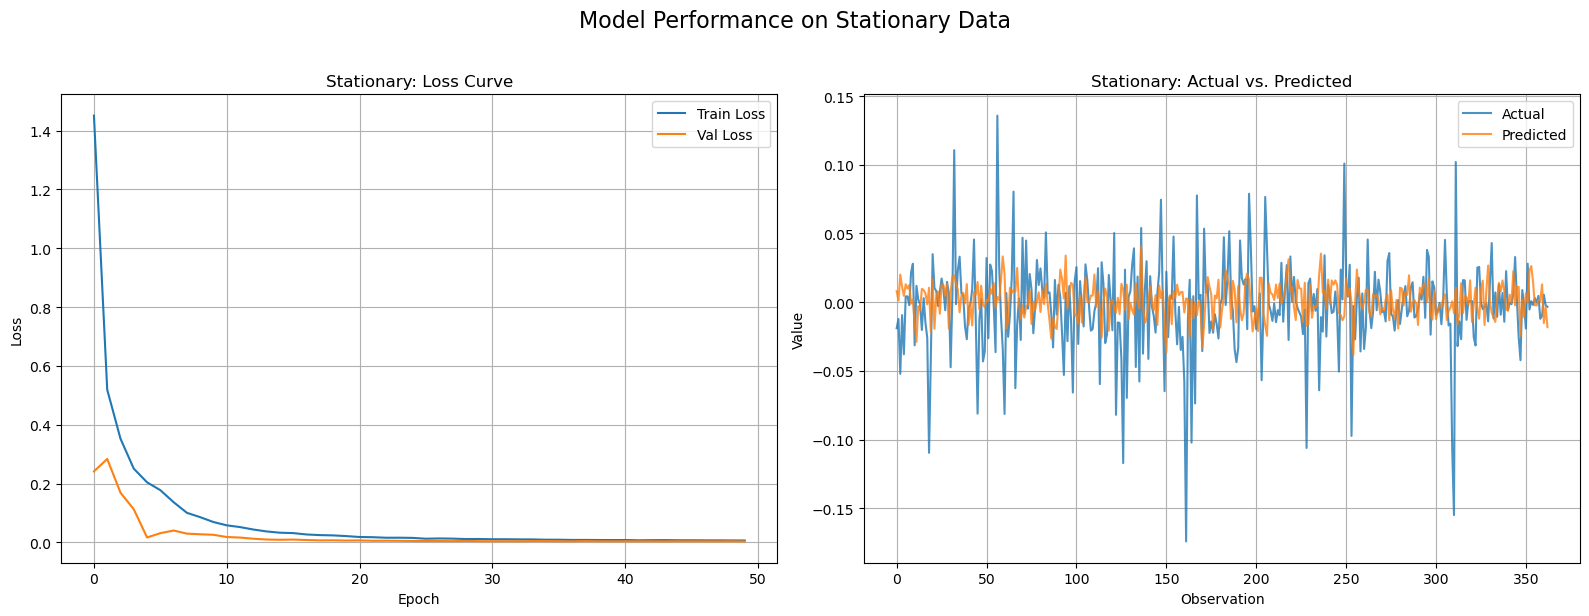 Model Performance on Stationary Data
Stationary: Loss Curve
Train Loss
Val Loss
1.4
1.2
1.0
0.8
0.6
0.4
0.2
0.0
Loss
0
10
20
30
40
50
Epoch
Stationary: Actual vs. Predicted
Actual
Predicted
0.15
0.10
0.05
0.00
−0.05
−0.10
−0.15
Value
0
50
100
150
200
250
300
350
Observation